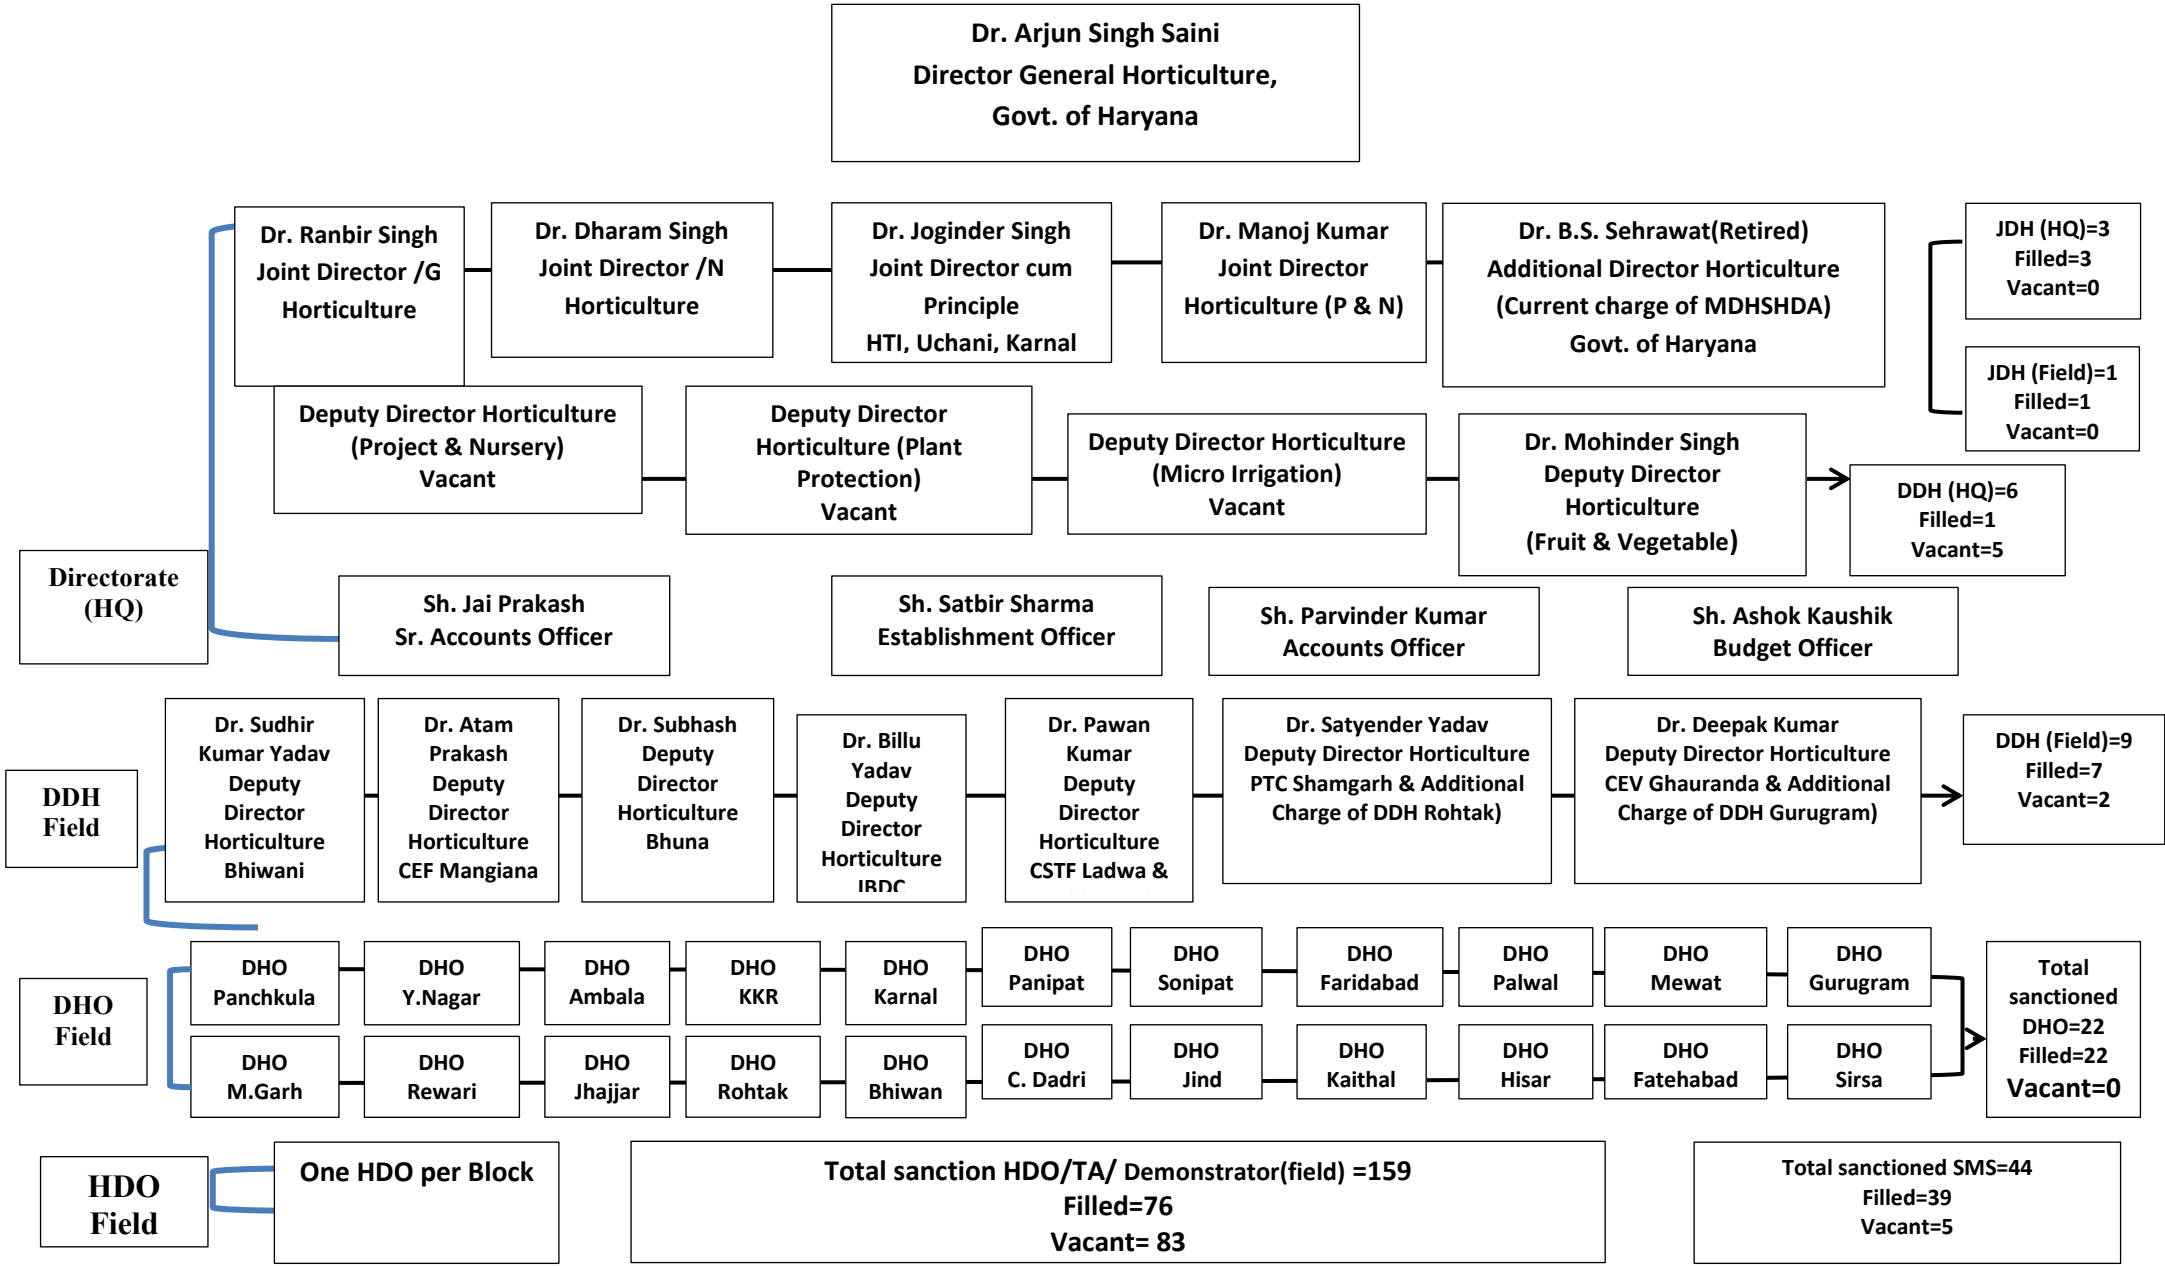 Dr. Arjun Singh Saini
Director General Horticulture,
Govt. of Haryana
Dr. Ranbir Singh
Joint Director /G
Horticulture
Dr. Dharam Singh
Joint Director /N
Horticulture
Dr. Joginder Singh
Joint Director cum
Principle
HTI, Uchani, Karnal
Dr. Manoj Kumar
Joint Director
Horticulture (P & N)
Dr. B.S. Sehrawat(Retired)
Additional Director Horticulture
(Current charge of MDHSHDA)
Govt. of Haryana
JDH (HQ)=3
Filled=3
Vacant=0
JDH (Field)=1
Filled=1
Vacant=0
Deputy Director Horticulture
(Project & Nursery)
Vacant
Deputy Director
Horticulture (Plant
Protection)
Vacant
Deputy Director Horticulture
(Micro Irrigation)
Vacant
Dr. Mohinder Singh
Deputy Director
Horticulture
(Fruit & Vegetable)
DDH (HQ)=6
Filled=1
Vacant=5
Directorate
(HQ)
Sh. Jai Prakash
Sr. Accounts Officer
Sh. Satbir Sharma
Establishment Officer
Sh. Parvinder Kumar
Accounts Officer
Sh. Ashok Kaushik
Budget Officer
DDH
Field
Dr. Sudhir
Kumar Yadav
Deputy
Director
Horticulture
Bhiwani
Dr. Atam
Prakash
Deputy
Director
Horticulture
CEF Mangiana
Dr. Subhash
Deputy
Director
Horticulture
Bhuna
Dr. Billu
Yadav
Deputy
Director
Horticulture
IBDC
Dr. Pawan
Kumar
Deputy
Director
Horticulture
CSTF Ladwa &
Dr. Satyender Yadav
Deputy Director Horticulture
PTC Shamgarh & Additional
Charge of DDH Rohtak)
Dr. Deepak Kumar
Deputy Director Horticulture
CEV Ghauranda & Additional
Charge of DDH Gurugram)
DDH (Field)=9
Filled=7
Vacant=2
DHO
Field
DHO
Panchkula
DHO
Y.Nagar
DHO
Ambala
DHO
KKR
DHO
Karnal
DHO
Panipat
DHO
Sonipat
DHO
Faridabad
DHO
Palwal
DHO
Mewat
DHO
Gurugram
DHO
M.Garh
DHO
Rewari
DHO
Jhajjar
DHO
Rohtak
DHO
Bhiwan
DHO
C. Dadri
DHO
Jind
DHO
Kaithal
DHO
Hisar
DHO
Fatehabad
DHO
Sirsa
Total
sanctioned
DHO=22
Filled=22
Vacant=0
HDO
Field
One HDO per Block
Total sanction HDO/TA/ Demonstrator(field) =159
Filled=76
Vacant= 83
Total sanctioned SMS=44
Filled=39
Vacant=5